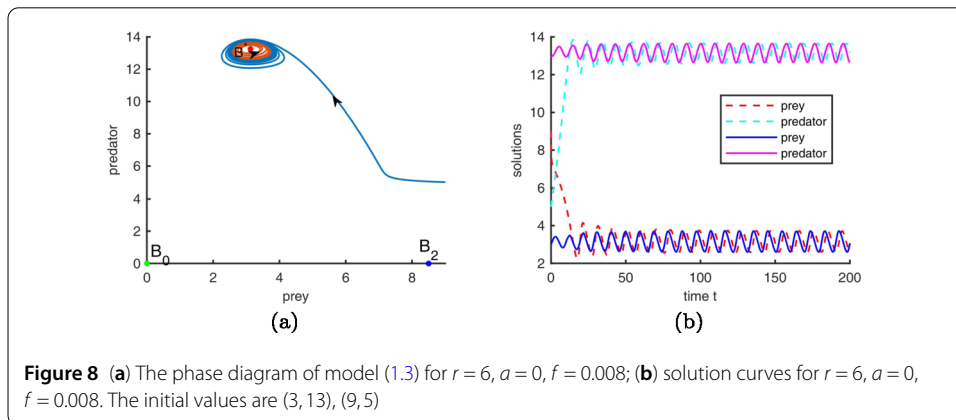 14
12
10
8
6
4
2
0
predator
B
B0
B2
0 2 4 6 8
prey
(a)
14
12
10
8
6
4
2
solutions
prey
predator
prey
predator
0 50 100 150 200
time t
(b)
Figure 8 (a) The phase diagram of model (1.3) for r = 6, a = 0, f = 0.008; (b) solution curves for r = 6, a = 0,
f = 0.008. The initial values are (3, 13), (9, 5)